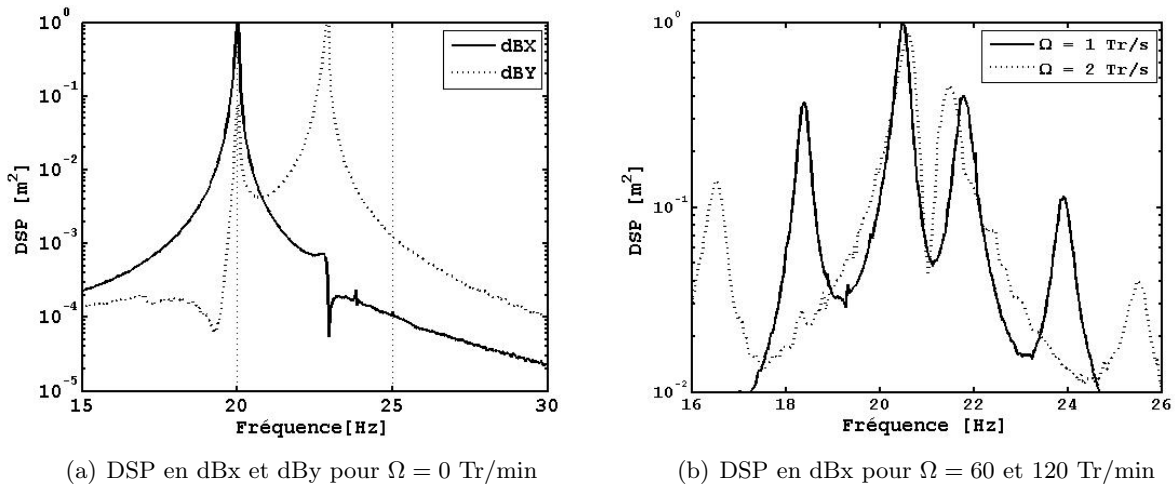 10^0
10^-1
10^-2
10^-3
10^-4
10^-5
DSP [m^2]
15 20 25 30
Fréquence[Hz]
dBX
dBY
(a) DSP en dBx et dBy pour Ω = 0 Tr/min
10^0
10^-1
10^-2
DSP [m^2]
16 18 20 22 24 26
Fréquence [Hz]
Ω = 1 Tr/s
Ω = 2 Tr/s
(b) DSP en dBx pour Ω = 60 et 120 Tr/min